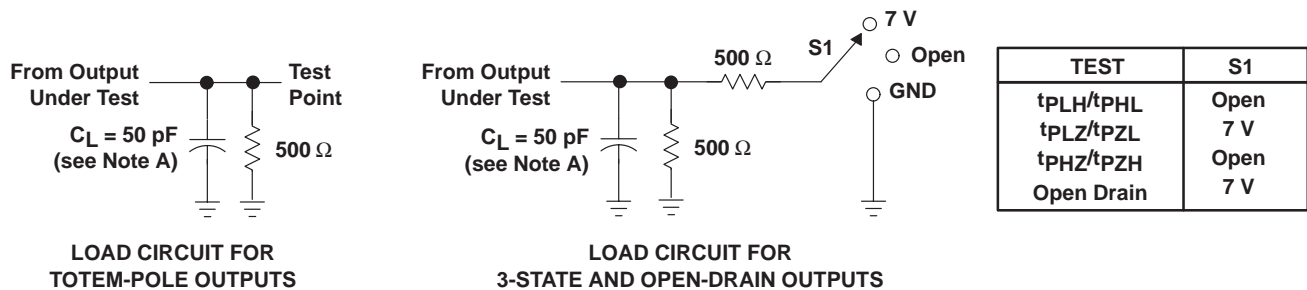 From Output
Under Test
Test
Point
CL = 50 pF
(see Note A)
500 Ω
LOAD CIRCUIT FOR
TOTEM-POLE OUTPUTS
From Output
Under Test
CL = 50 pF
(see Note A)
500 Ω
500 Ω
S1
7 V
Open
GND
LOAD CIRCUIT FOR
3-STATE AND OPEN-DRAIN OUTPUTS
TEST S1
tPLH/tPHL Open
tPLZ/tPZL 7 V
tPHZ/tPZH Open
Open Drain 7 V